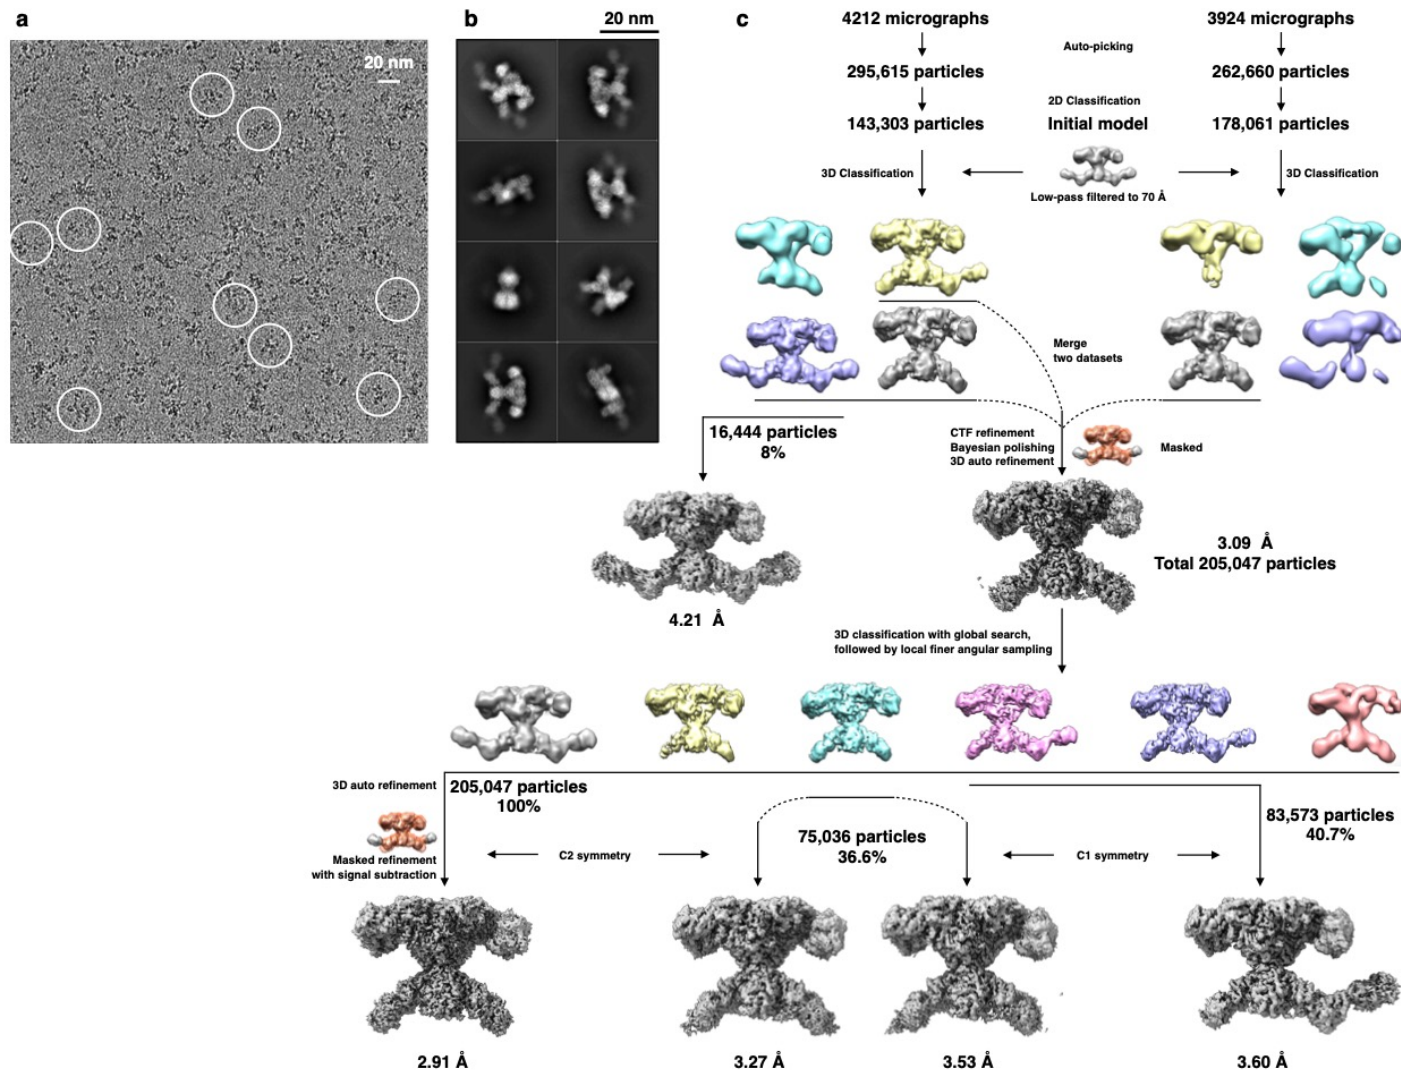 a
20 nm
b
20 nm
c
4212 micrographs
3924 micrographs
Auto-picking
295,615 particles
262,660 particles
2D Classification
143,303 particles
Initial model
178,061 particles
3D Classification
3D Classification
Low-pass filtered to 70 Å
Merge
two datasets
16,444 particles
8%
CTF refinement
Bayesian polishing
3D auto refinement
Masked
3.09 Å
Total 205,047 particles
4.21 Å
3D classification with global search,
followed by local finer angular sampling
3D auto refinement
205,047 particles
100%
Masked refinement
with signal subtraction
C2 symmetry
75,036 particles
36.6%
C1 symmetry
83,573 particles
40.7%
2.91 Å
3.27 Å
3.53 Å
3.60 Å